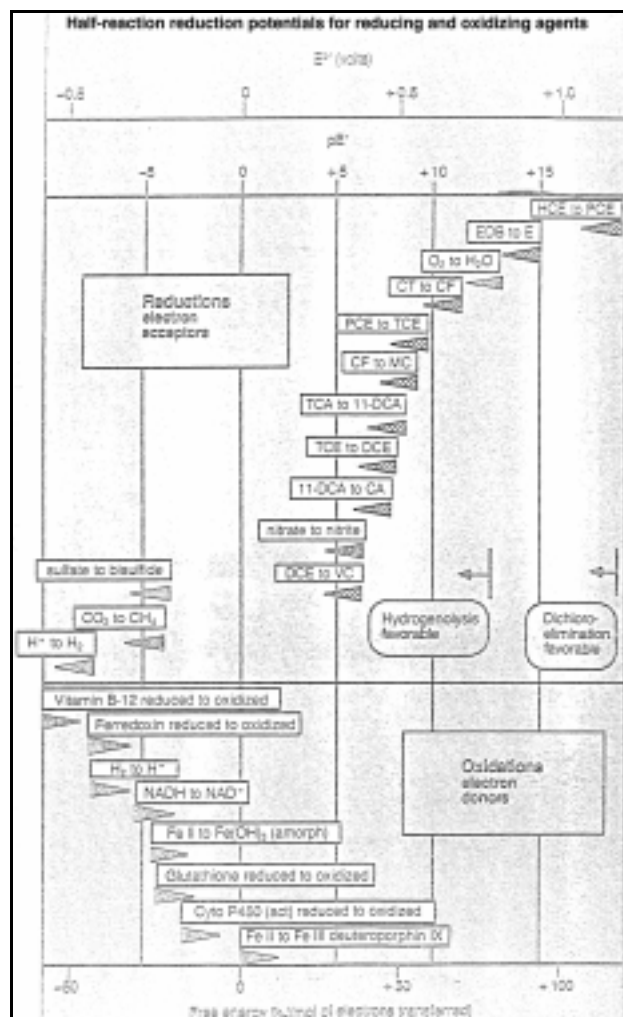 Half-reaction reduction potentials for reducing and oxidizing agents
(volts)
-0.5 0 +0.5 +1.0
-5 0 +5 +10 +15
HCE to PCE
EDB to E
O₂ to H₂O
CT to CF
Reductions
electron
acceptors
PCE to TCE
CF to MC
TCA to 11-DCA
TCE to DCE
11-DCA to CA
nitrate to nitrite
sulfate to bisulfide
DCE to VC
CO₂ to CH₄
Hydrogenolysis
favorable
Dichloro-
elimination
favorable
H⁺ to H₂
Vitamin B-12 reduced to oxidized
Ferredoxin reduced to oxidized
H₂ to H⁺
Oxidations
electron
donors
NADH to NAD⁺
Fe II to Fe(OH)₃ (amorph)
Glutathione reduced to oxidized
Cyto P450 (act) reduced to oxidized
Fe II to Fe III deuteroporphin IX
0 +100
Free energy of electrons transferred)